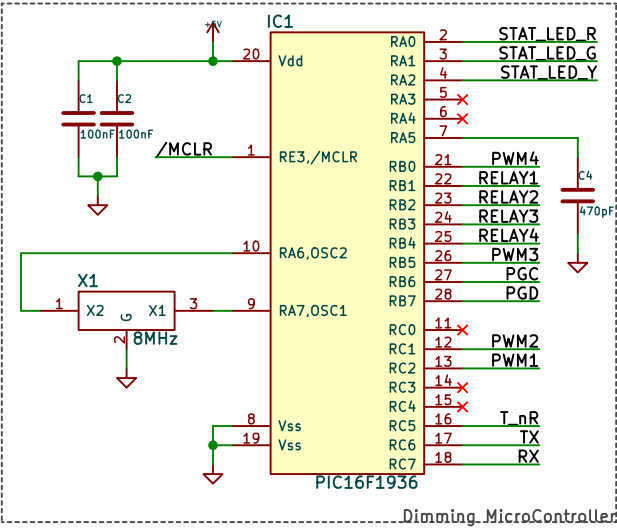 +5V
IC1
20 Vdd RA0 2 STAT_LED_R
RA1 3 STAT_LED_G
RA2 4 STAT_LED_Y
C1 C2 RA3 5
RA4 6
100nF 100nF RA5 7
/MCLR 1 RE3,/MCLR
RB0 21 PWM4
RB1 22 RELAY1 C4
RB2 23 RELAY2
RB3 24 RELAY3 470pF
RB4 25 RELAY4
10 RA6,OSC2 RB5 26 PWM3
RB6 27 PGC
X1 RB7 28 PGD
1 X2 G X1 3 9 RA7,OSC1
2 8MHz RC0 11
RC1 12 PWM2
RC2 13 PWM1
RC3 14
RC4 15
8 Vss RC5 16 T_nR
19 Vss RC6 17 TX
RC7 18 RX
PIC16F1936
Dimming MicroController